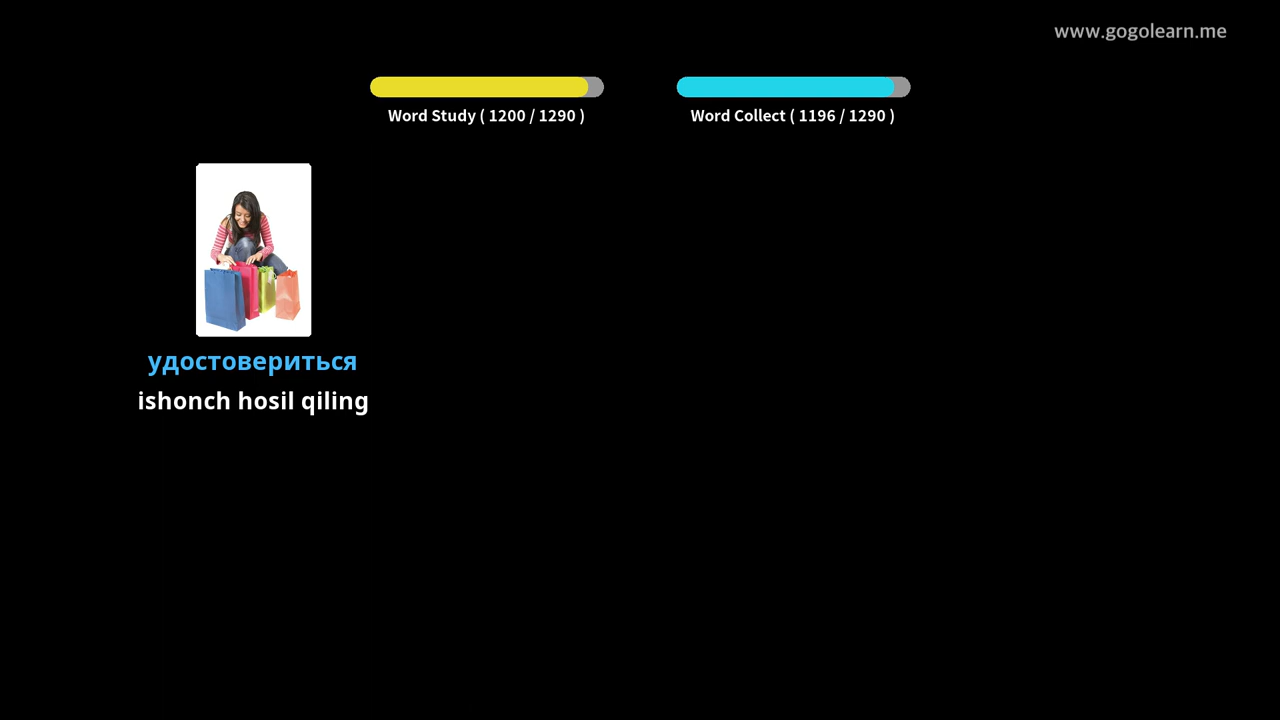 www.gogolearn.me
Word Study ( 1200 / 1290 )
Word Collect ( 1196 / 1290 )
удостовериться
ishonch hosil qiling